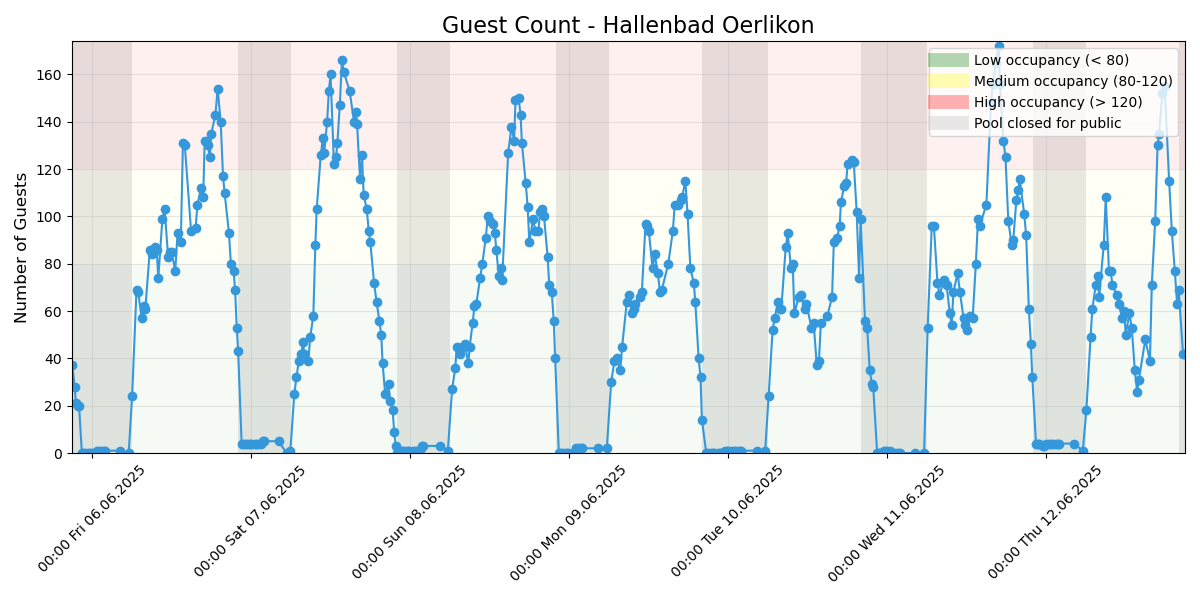 Guest Count - Hallenbad Oerlikon
Number of Guests
160
140
120
100
80
60
40
20
0
Low occupancy (< 80)
Medium occupancy (80-120)
High occupancy (> 120)
Pool closed for public
00:00 Fri 06.06.2025
00:00 Sat 07.06.2025
00:00 Sun 08.06.2025
00:00 Mon 09.06.2025
00:00 Tue 10.06.2025
00:00 Wed 11.06.2025
00:00 Thu 12.06.2025